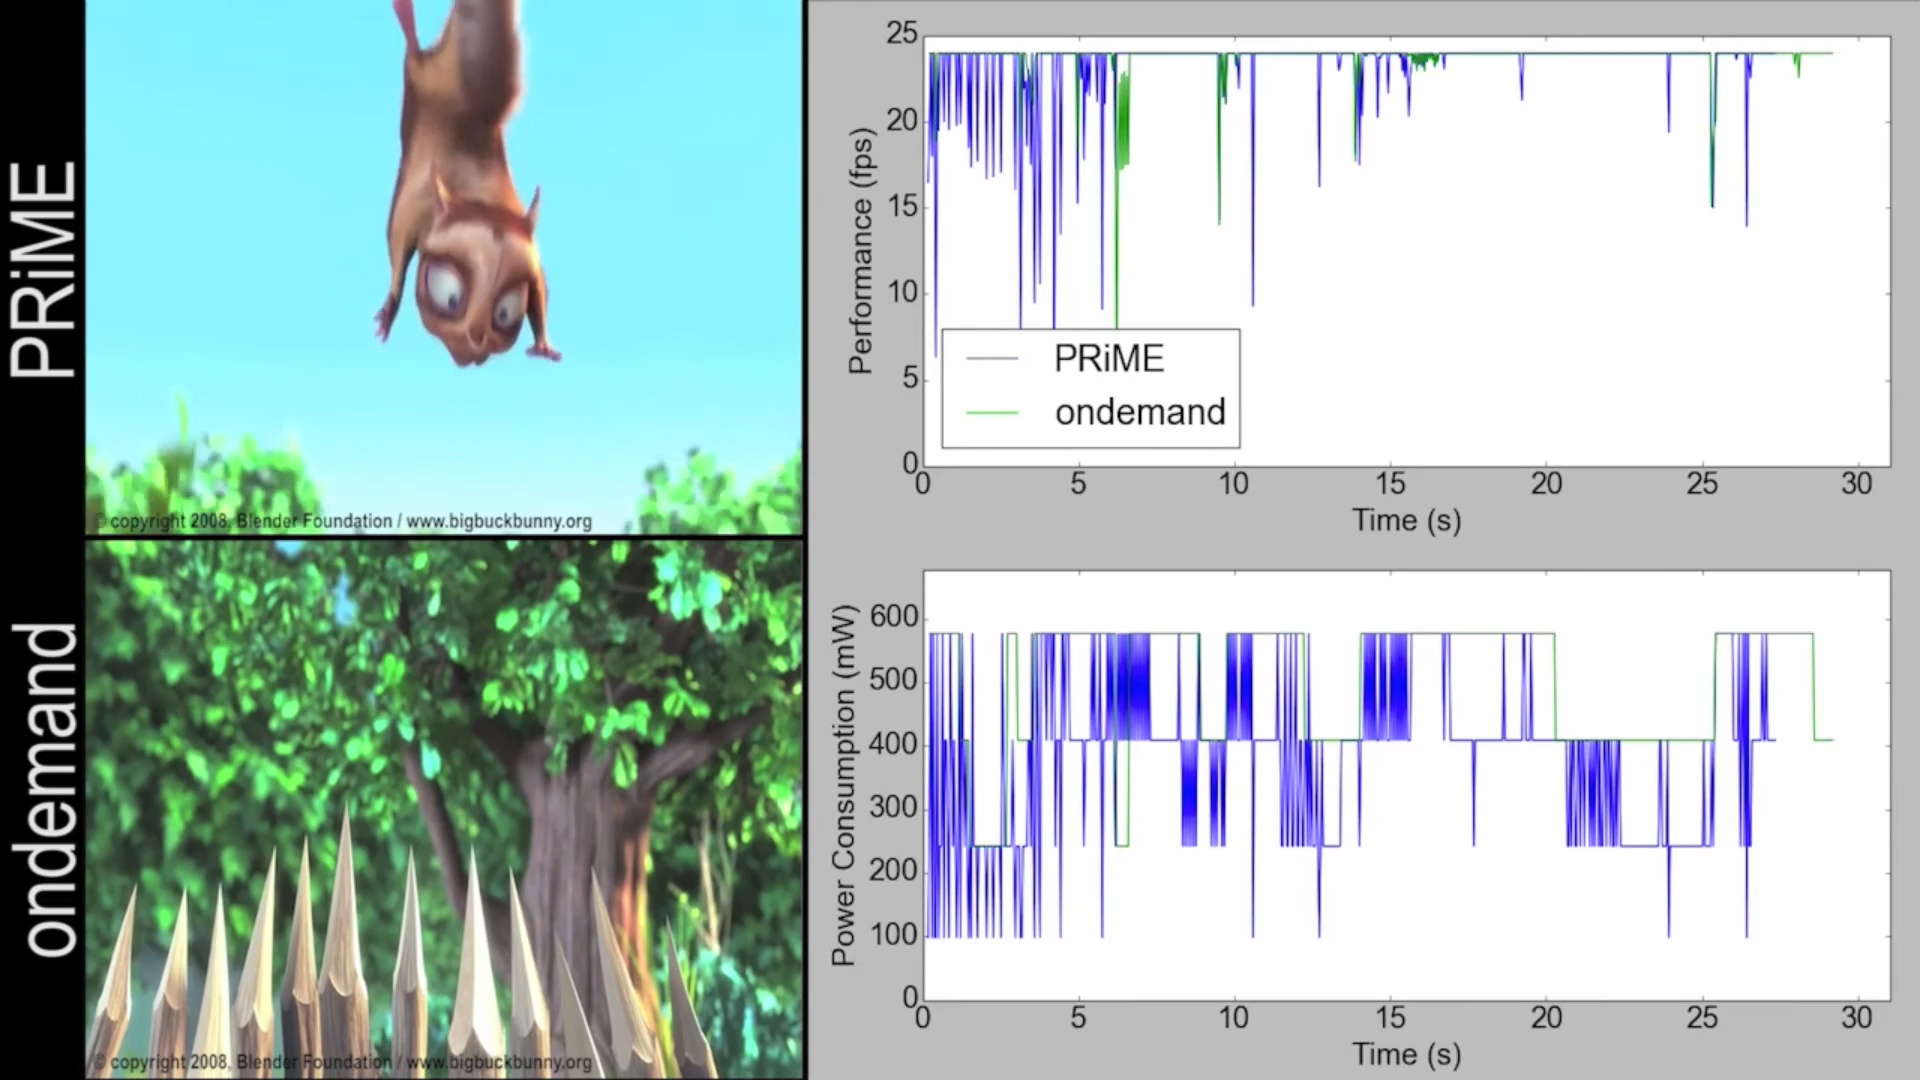 PRiME
© copyright 2008, Blender Foundation / www.bigbuckbunny.org
ondemand
© copyright 2008, Blender Foundation / www.bigbuckbunny.org
Performance (fps)
25
20
15
10
5
0
PRiME
ondemand
0 5 10 15 20 25 30
Time (s)
Power Consumption (mW)
600
500
400
300
200
100
0
0 5 10 15 20 25 30
Time (s)